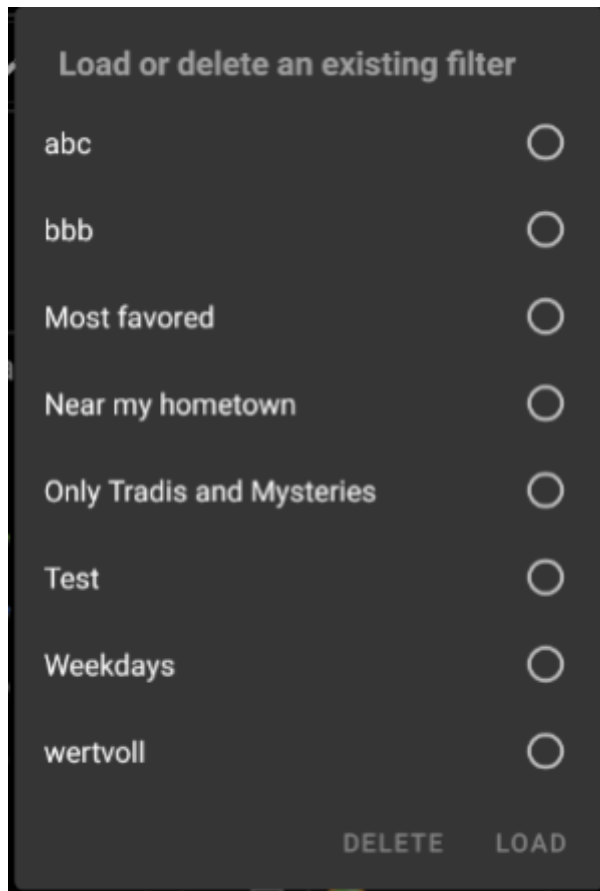 Load or delete an existing filter
abc
bbb
Most favored
Near my hometown
Only Tradis and Mysteries
Test
Weekdays
wertvoll
DELETE LOAD